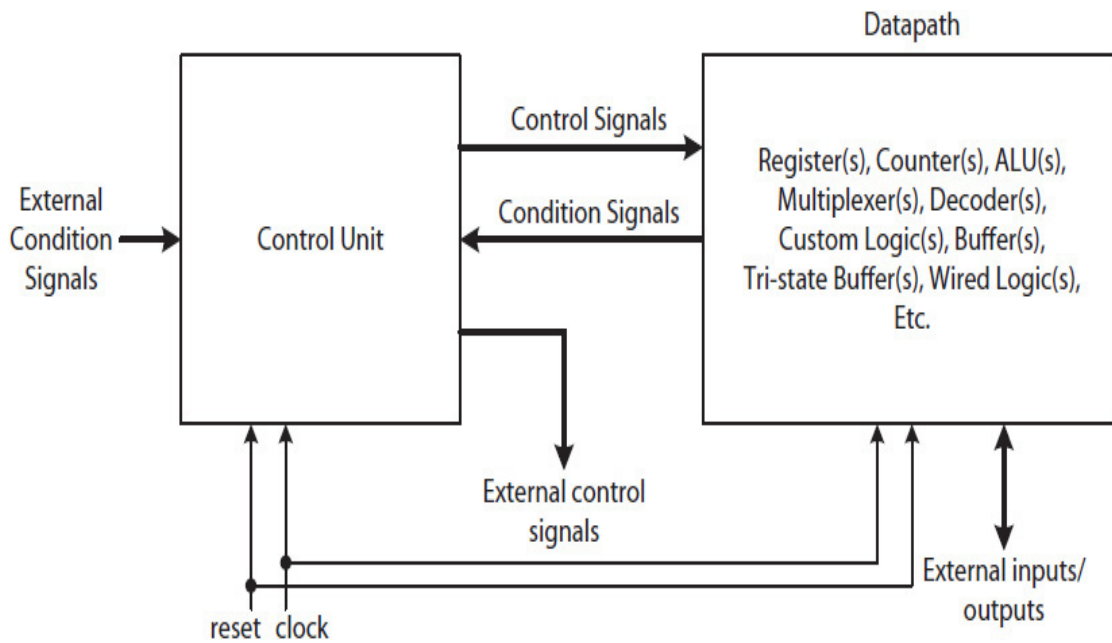 Datapath
Control Signals
Register(s), Counter(s), ALU(s),
Multiplexer(s), Decoder(s),
Custom Logic(s), Buffer(s),
Tri-state Buffer(s), Wired Logic(s),
Etc.
External
Condition
Signals
Control Unit
Condition Signals
External control
signals
External inputs/
outputs
reset clock